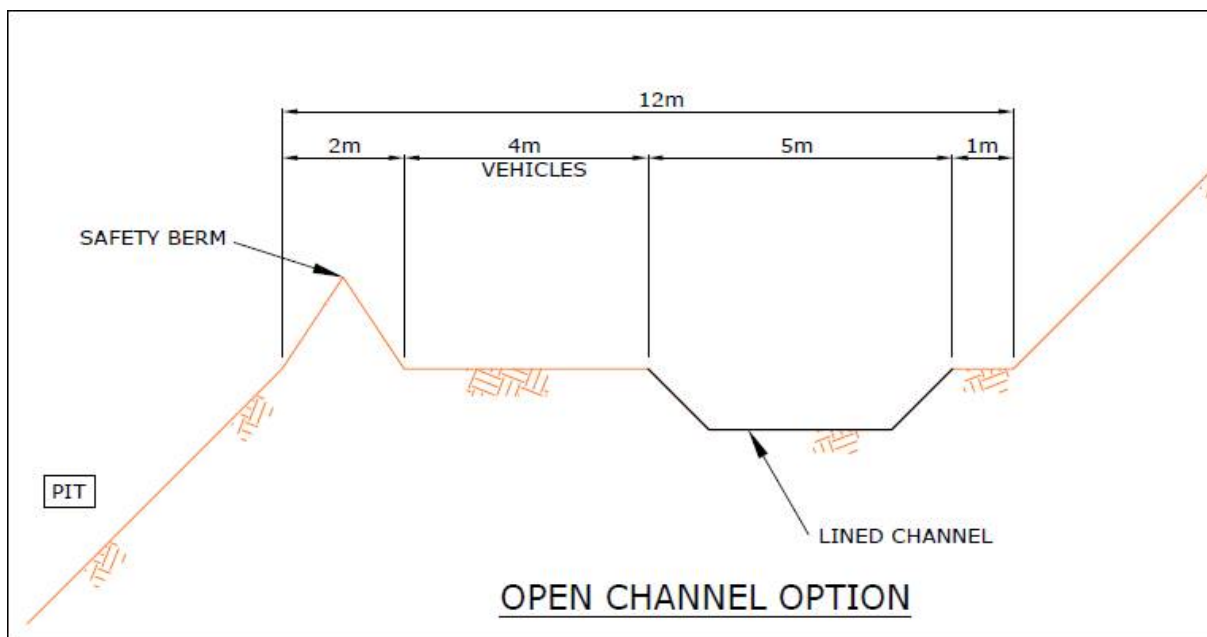 12m
2m
4m
5m
1m
VEHICLES
SAFETY BERM
PIT
LINED CHANNEL
OPEN CHANNEL OPTION